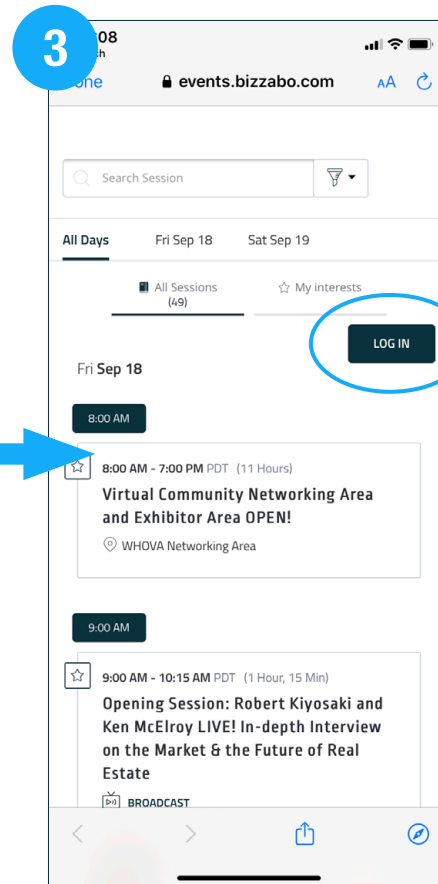 3
08
events.bizzabo.com
AA
Search Session
All Days Fri Sep 18 Sat Sep 19
All Sessions
(49)
My interests
LOG IN
Fri Sep 18
8:00 AM
8:00 AM - 7:00 PM PDT (11 Hours)
Virtual Community Networking Area
and Exhibitor Area OPEN!
WHOVA Networking Area
9:00 AM
9:00 AM - 10:15 AM PDT (1 Hour, 15 Min)
Opening Session: Robert Kiyosaki and
Ken McElroy LIVE! In-depth Interview
on the Market & the Future of Real
Estate
BROADCAST